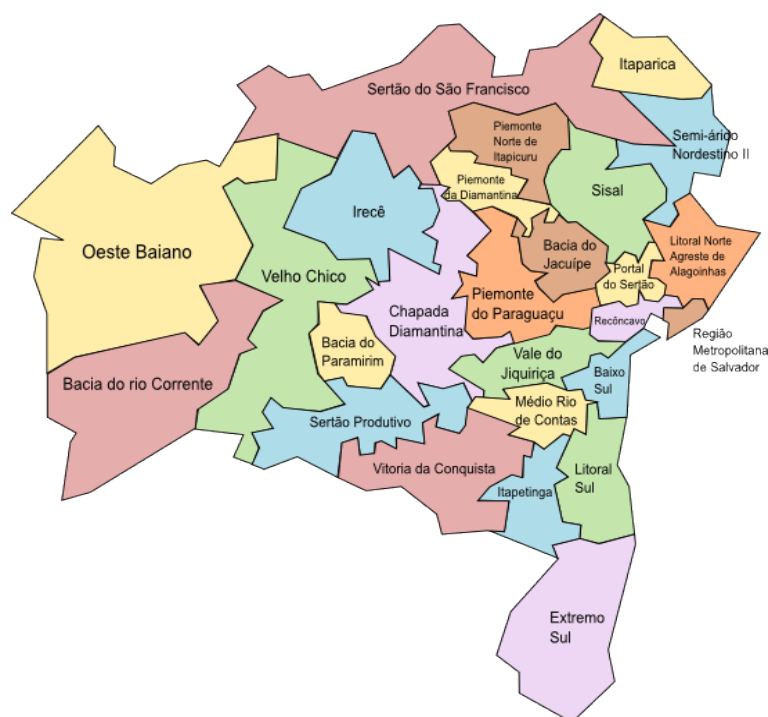 Itaparica
Sertão do São Francisco
Piemonte
Norte de
Itapicuru
Semi-árido
Nordestino II
Piemonte
da Diamantina
Sisal
Irecê
Oeste Baiano
Bacia do
Jacuípe
Litoral Norte
Agreste de
Alagoinhas
Velho Chico
Portal
do Sertão
Chapada
Diamantina
Piemonte
do Paraguaçu
Recôncavo
Região
Metropolitana
de Salvador
Bacia do
Paramirim
Vale do
Jiquiriça
Baixo
Sul
Bacia do rio Corrente
Médio Rio
de Contas
Sertão Produtivo
Vitoria da Conquista
Litoral
Sul
Itapetinga
Extremo
Sul